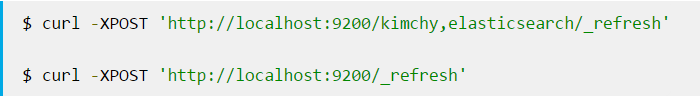 $ curl -XPOST 'http://localhost:9200/kimchy,elasticsearch/_refresh'
$ curl -XPOST 'http://localhost:9200/_refresh'